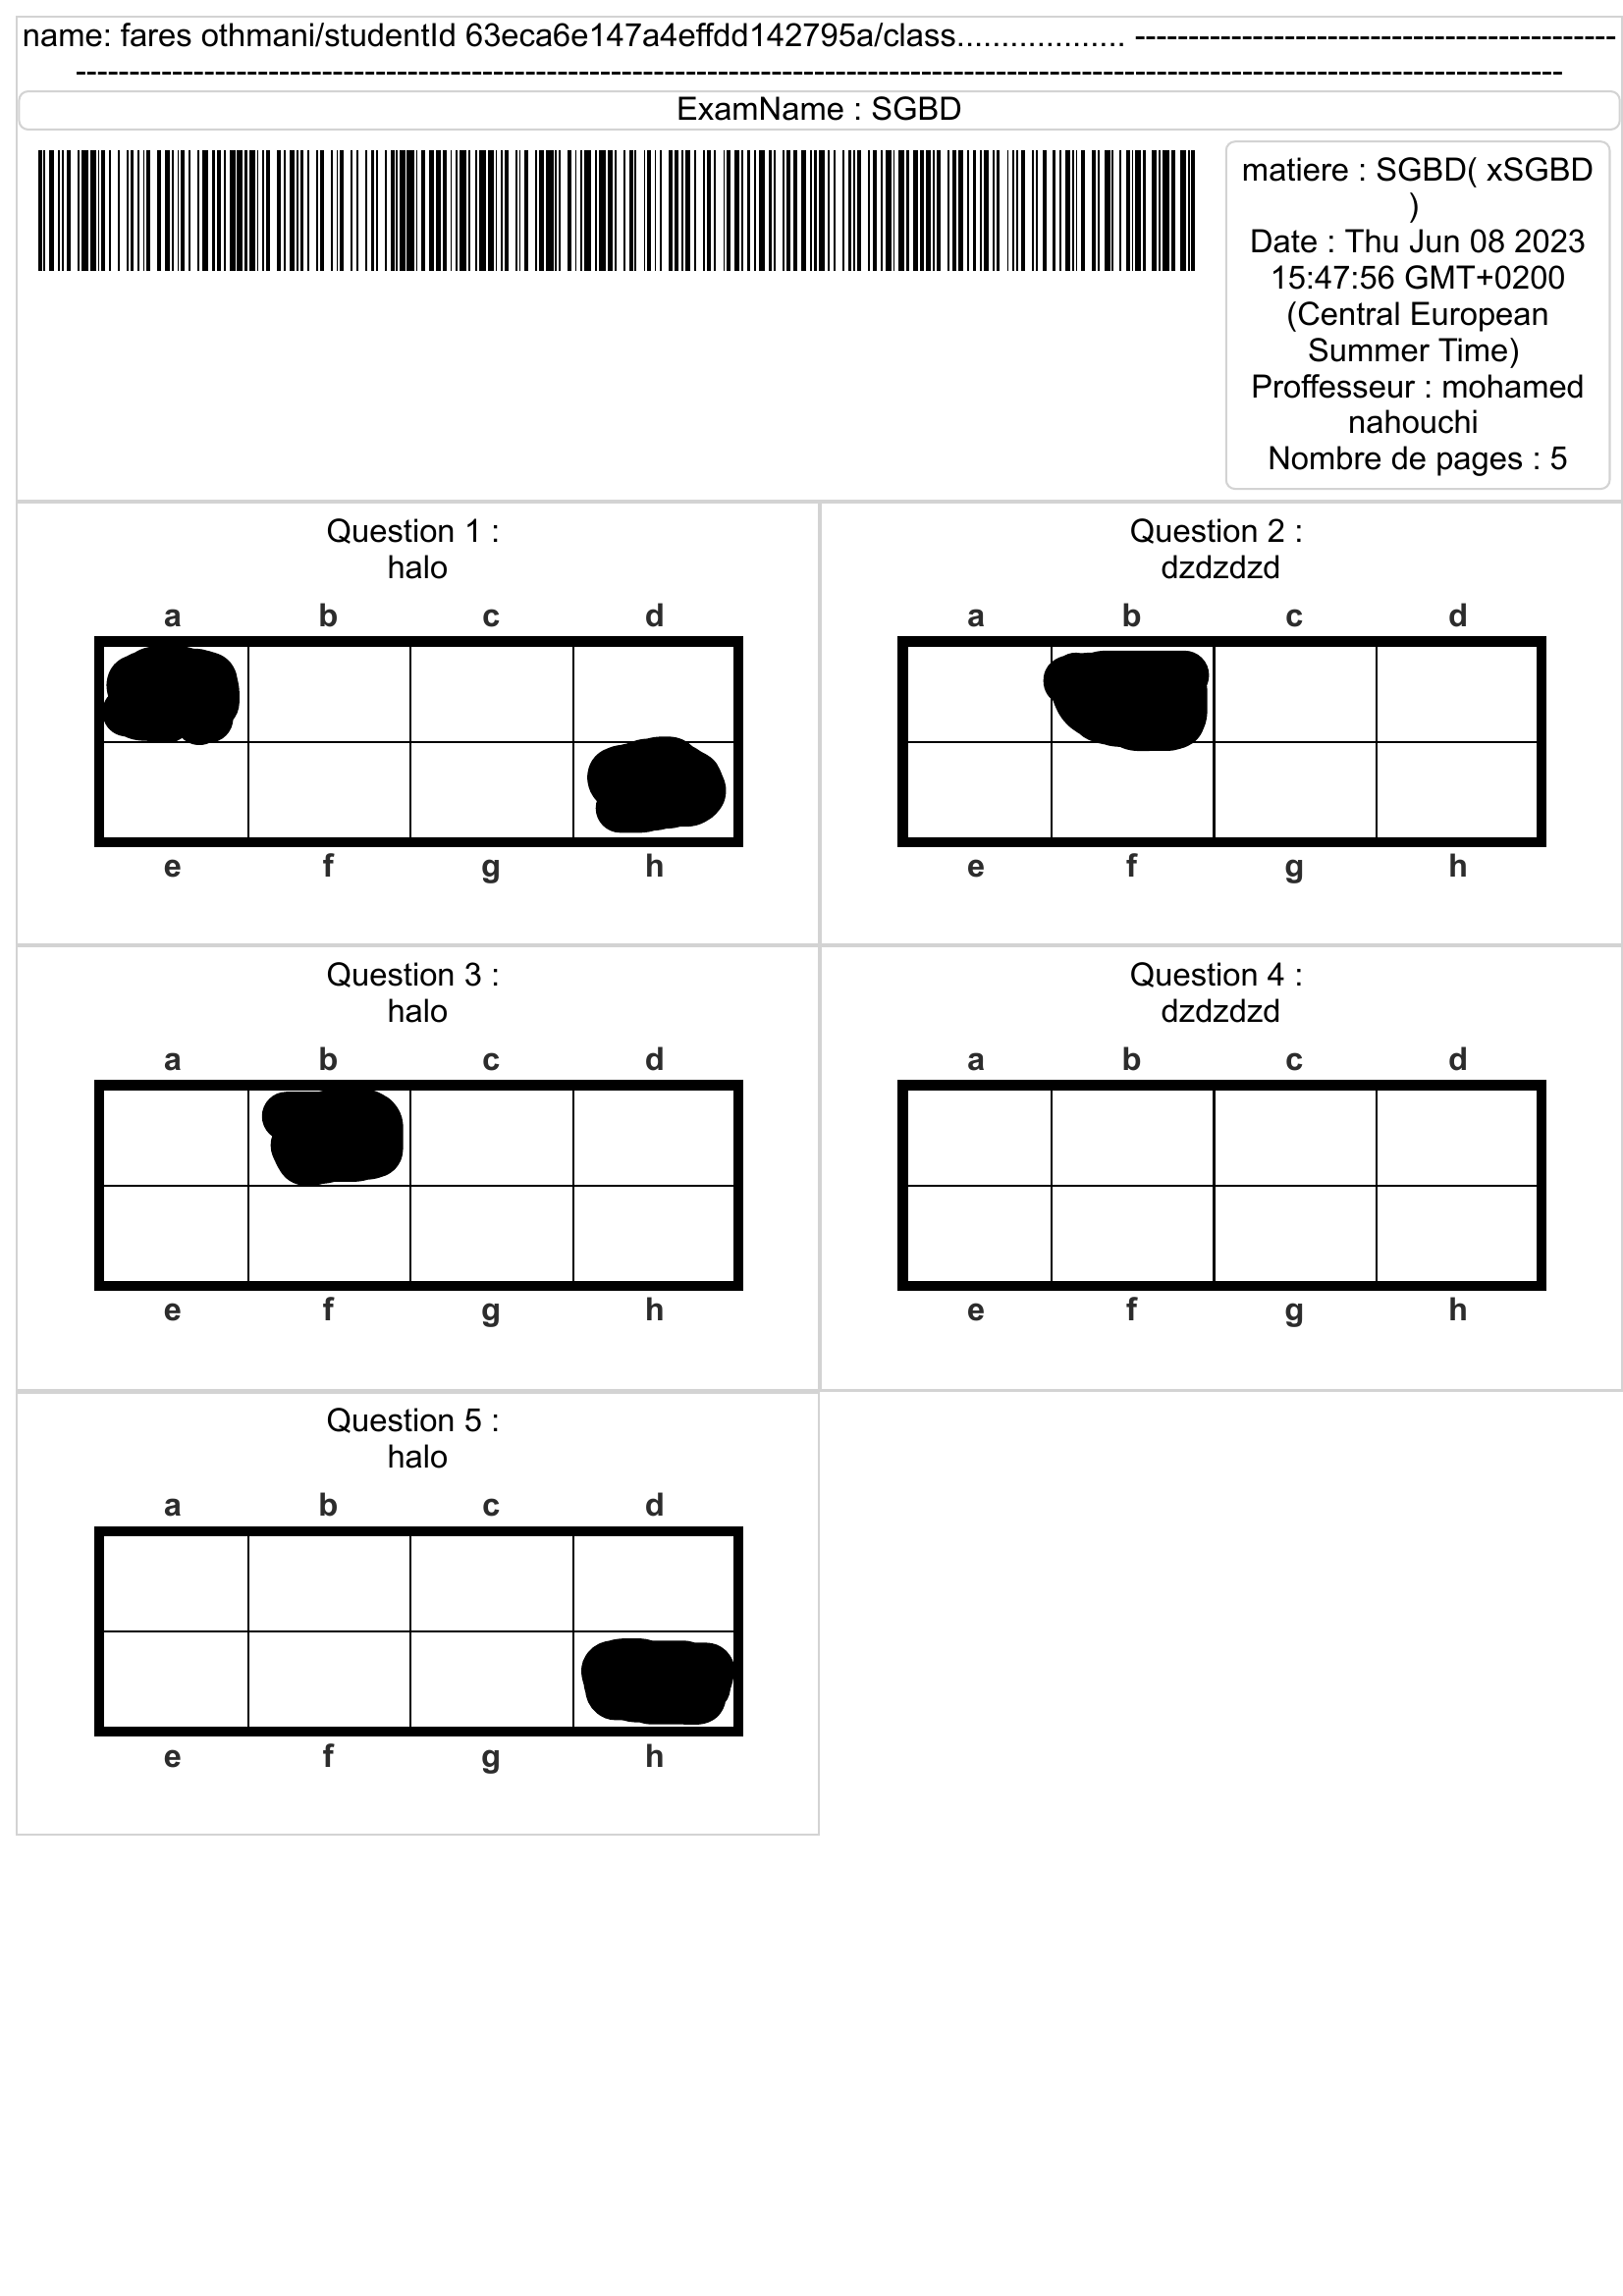 name: fares othmani/studentId 63eca6e147a4effdd142795a/class................... ---------------------------------------------
-------------------------------------------------------------------------------------------------------------------------------------------
ExamName : SGBD
matiere : SGBD( xSGBD
)
Date : Thu Jun 08 2023
15:47:56 GMT+0200
(Central European
Summer Time)
Proffesseur : mohamed
nahouchi
Nombre de pages : 5
Question 1 :
halo
a b c d
e f g h
Question 2 :
dzdzdzd
a b c d
e f g h
Question 3 :
halo
a b c d
e f g h
Question 4 :
dzdzdzd
a b c d
e f g h
Question 5 :
halo
a b c d
e f g h